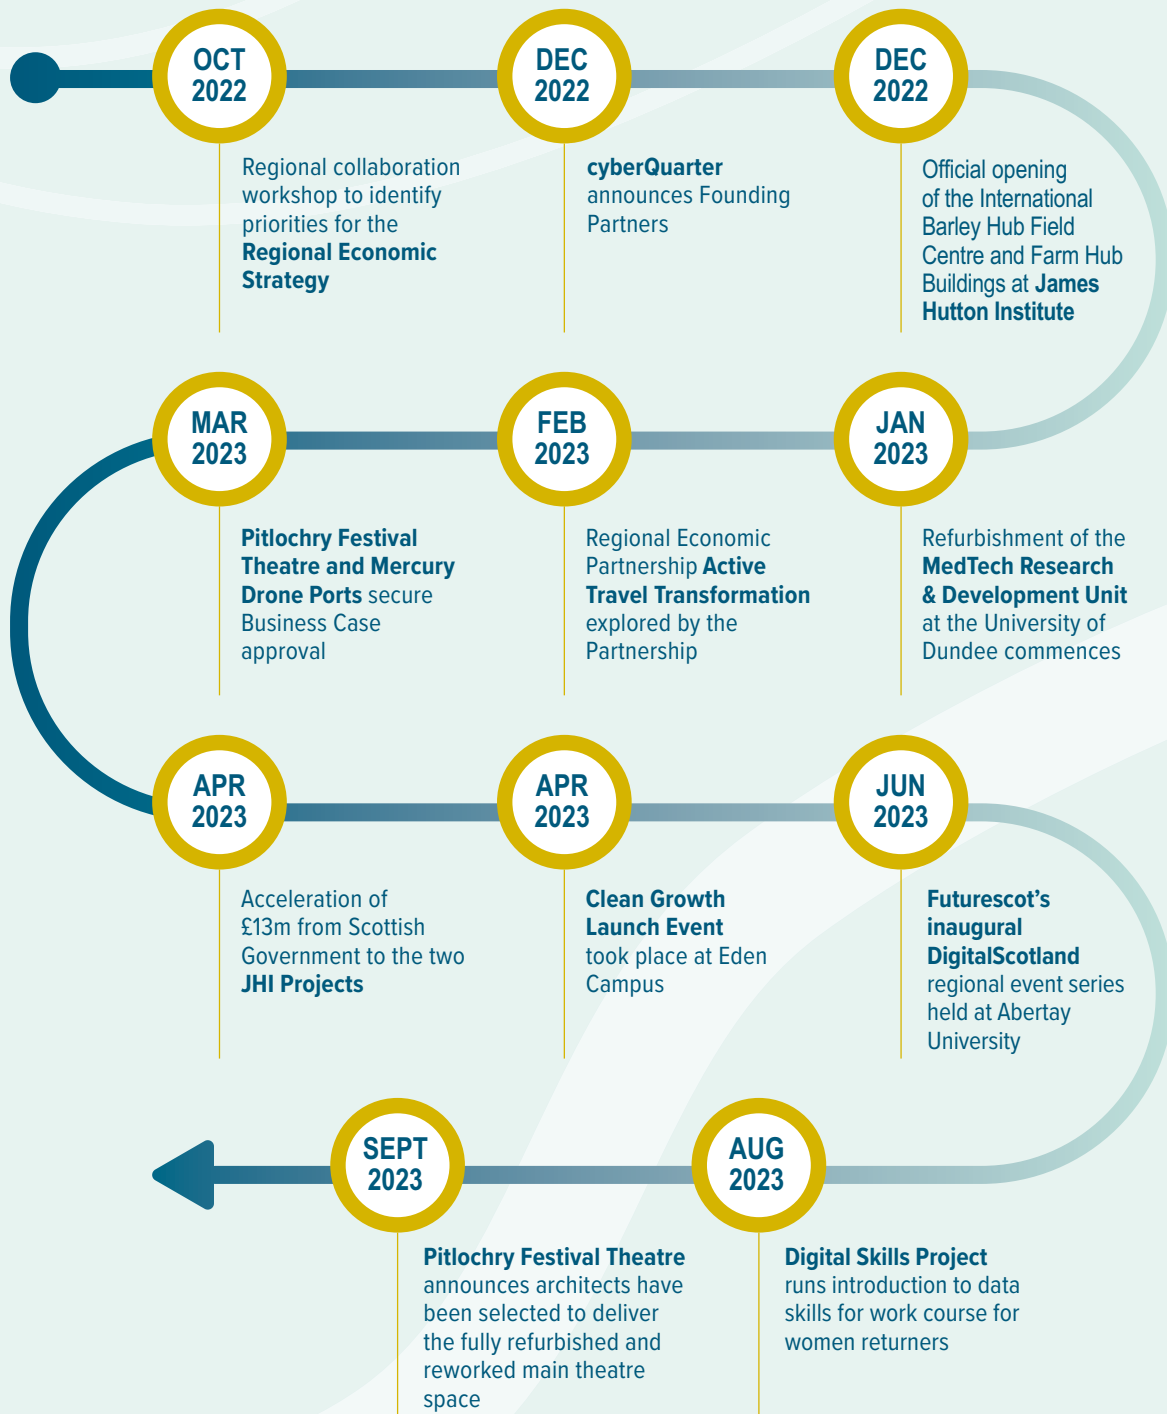 OCT
2022
Regional collaboration
workshop to identify
priorities for the
Regional Economic
Strategy
DEC
2022
cyberQuarter
announces Founding
Partners
DEC
2022
Official opening
of the International
Barley Hub Field
Centre and Farm Hub
Buildings at James
Hutton Institute
JAN
2023
Refurbishment of the
MedTech Research
& Development Unit
at the University of
Dundee commences
FEB
2023
Regional Economic
Partnership Active
Travel Transformation
explored by the
Partnership
MAR
2023
Pitlochry Festival
Theatre and Mercury
Drone Ports secure
Business Case
approval
APR
2023
Acceleration of
£13m from Scottish
Government to the two
JHI Projects
APR
2023
Clean Growth
Launch Event
took place at Eden
Campus
JUN
2023
Futurescot's
inaugural
DigitalScotland
regional event series
held at Abertay
University
AUG
2023
Digital Skills Project
runs introduction to data
skills for work course for
women returners
SEPT
2023
Pitlochry Festival Theatre
announces architects have
been selected to deliver
the fully refurbished and
reworked main theatre
space